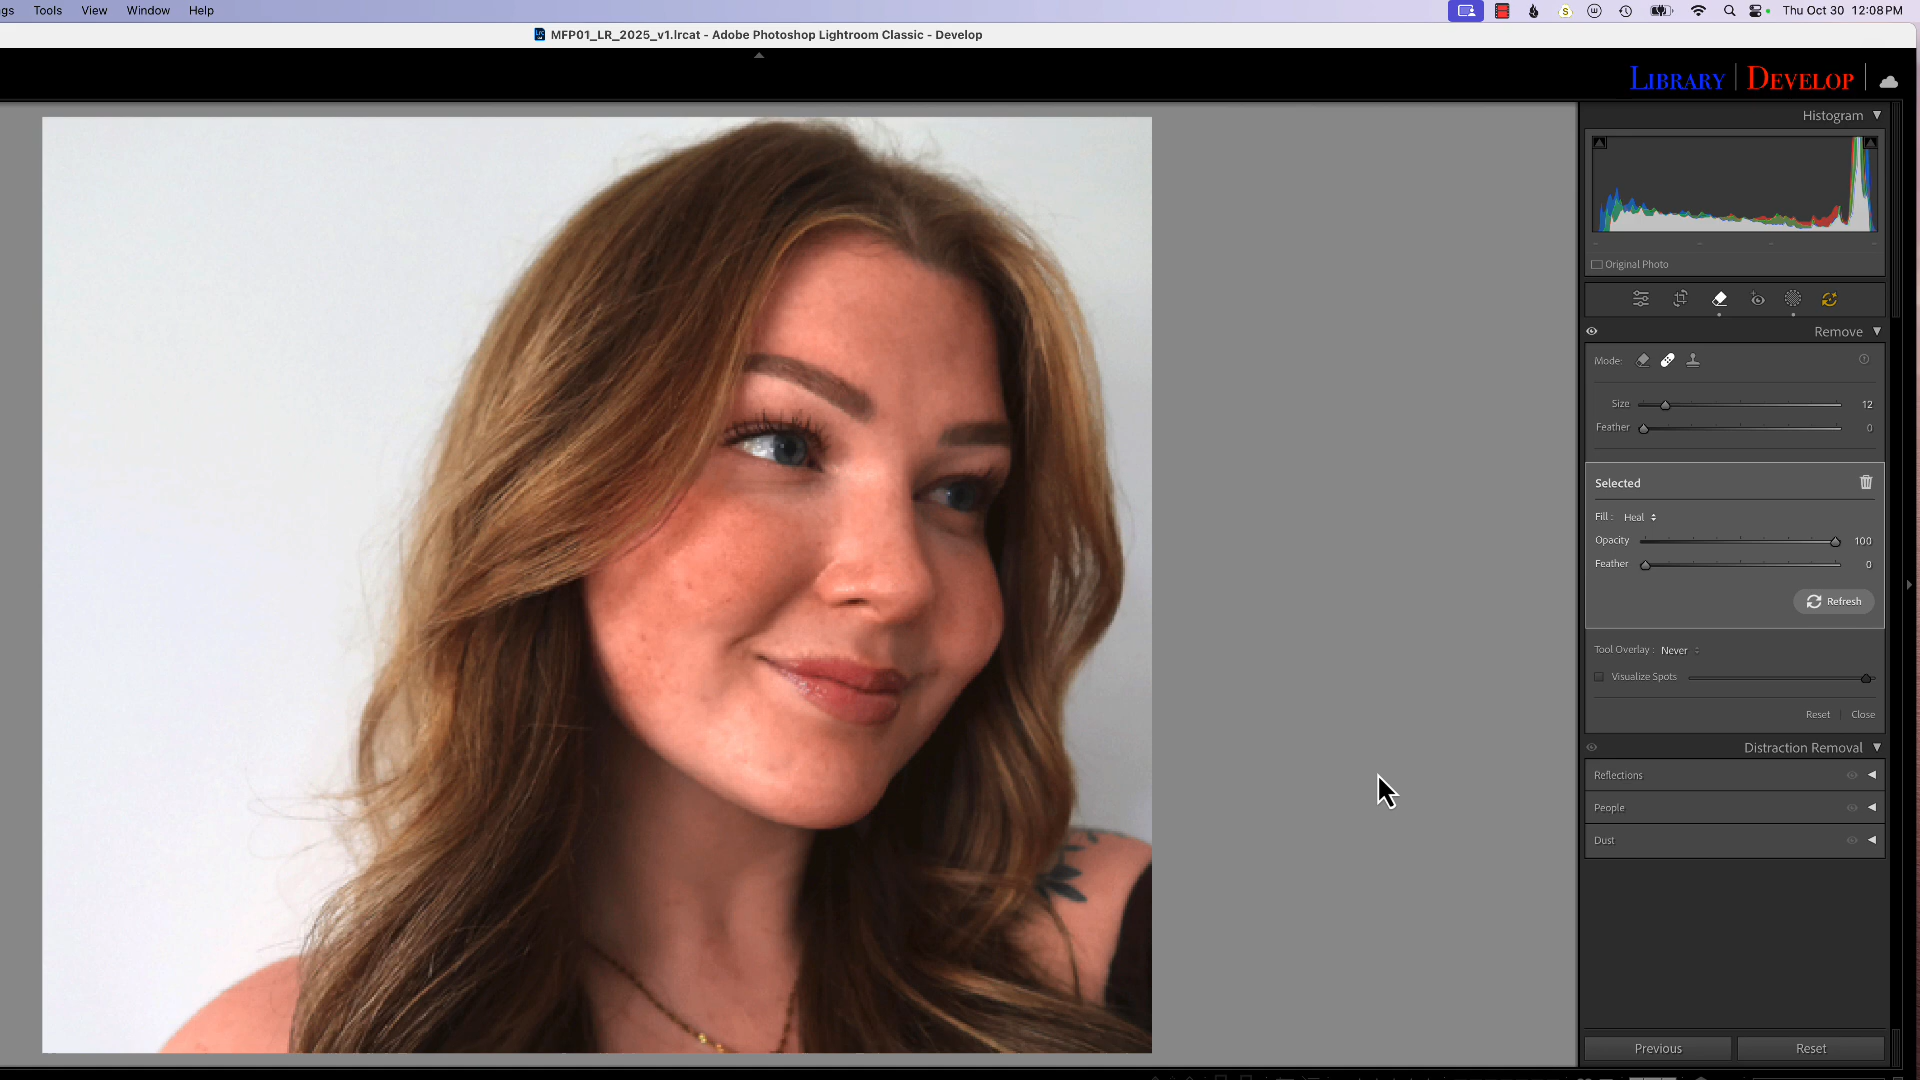 gs Tools View Window Help
Thu Oct 30 12:08 PM
MFP01_LR_2025_v1.lrcat - Adobe Photoshop Lightroom Classic - Develop
Library | Develop
Histogram
Original Photo
Remove
Mode:
Size 12
Feather 0
Selected
Fill : Heal
Opacity 100
Feather 0
Refresh
Tool Overlay : Never
Visualize Spots
Reset Close
Distraction Removal
Reflections
People
Dust
Previous Reset